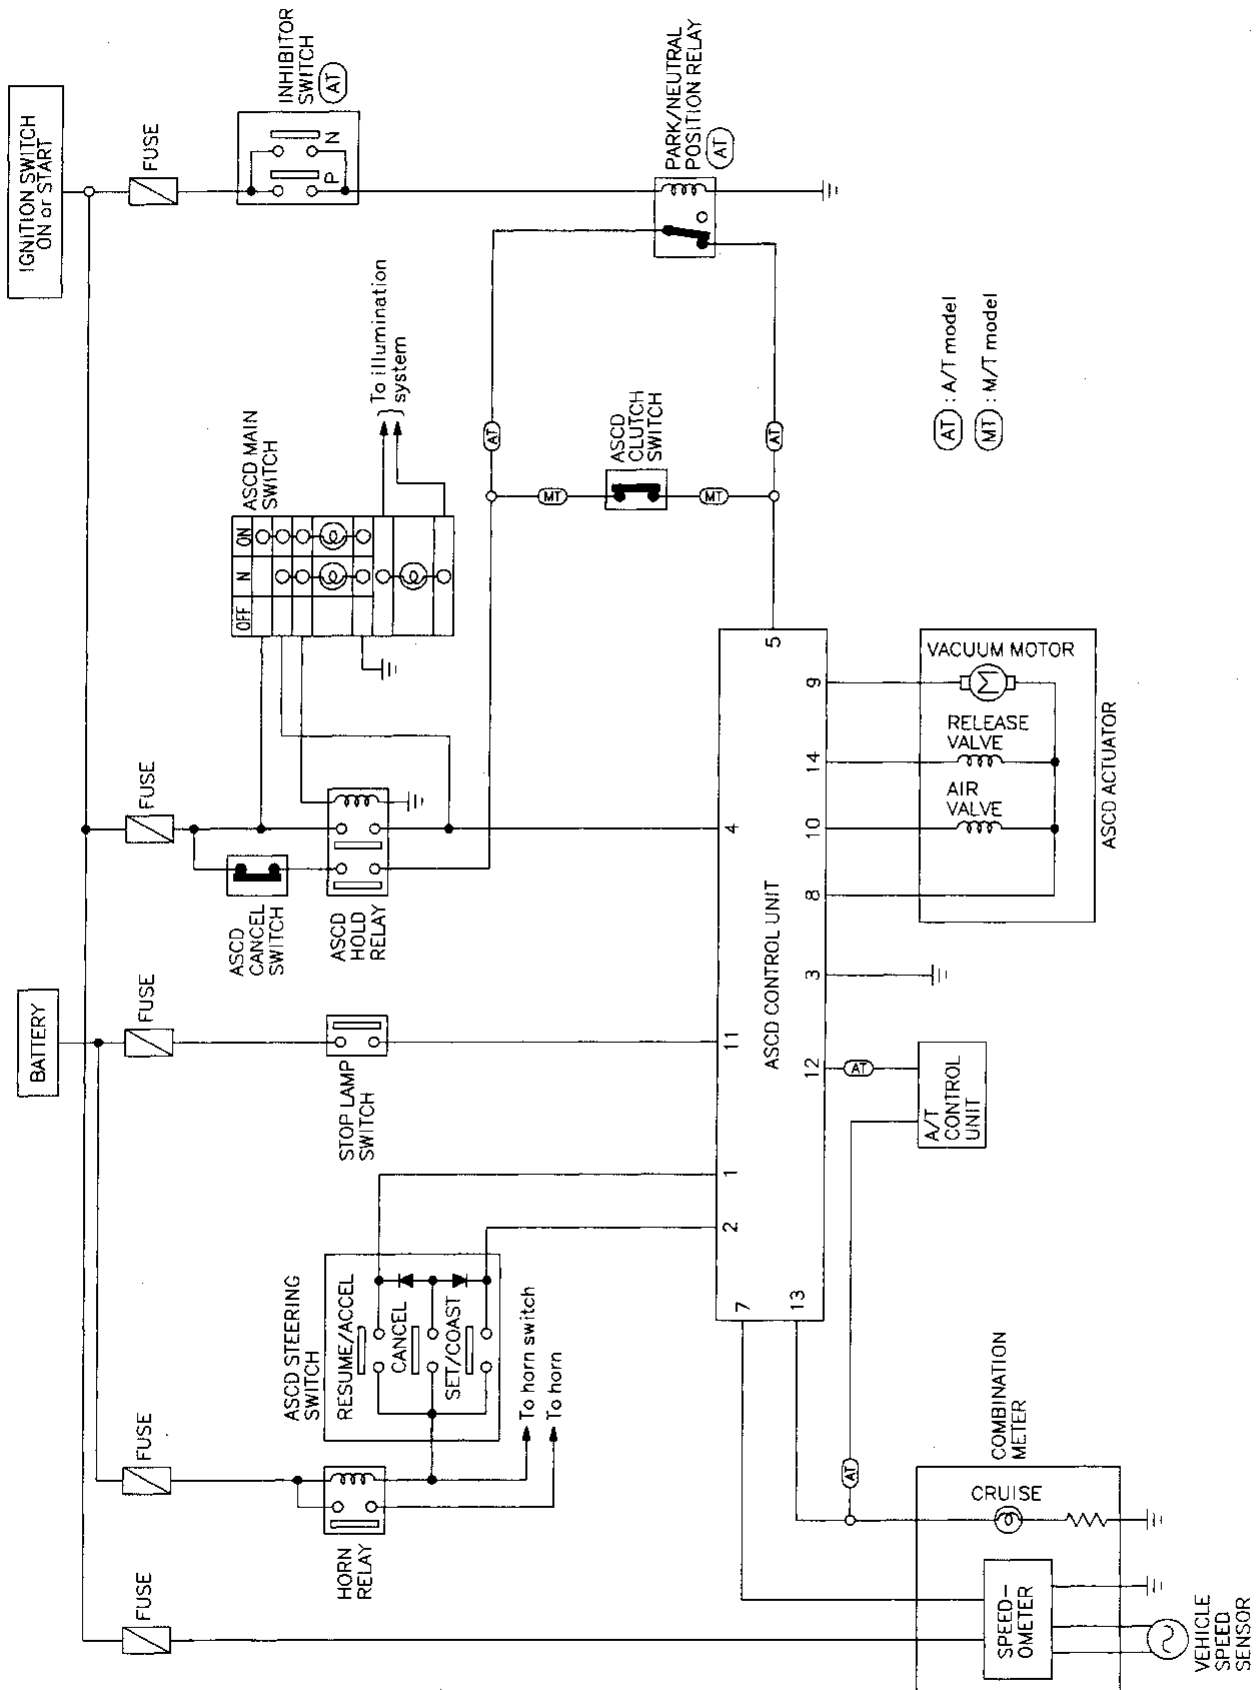 IGNITION SWITCH
ON or START
BATTERY
FUSE
INHIBITOR
SWITCH
AT
N
P
FUSE
FUSE
FUSE
FUSE
ASCD MAIN
SWITCH
OFF
N
ON
To illumination
system
PARK/NEUTRAL
POSITION RELAY
AT
ASCD
CANCEL
SWITCH
ASCD
HOLD
RELAY
STOP LAMP
SWITCH
ASCD STEERING
SWITCH
RESUME/ACCEL
CANCEL
SET/COAST
HORN
RELAY
To horn switch
To horn
AT
MT
ASCD
CLUTCH
SWITCH
MT
AT
AT : A/T model
MT : M/T model
ASCD CONTROL UNIT
7
2
1
11
4
5
13
12
3
8
10
14
9
VACUUM MOTOR
M
RELEASE
VALVE
AIR
VALVE
ASCD ACTUATOR
AT
A/T
CONTROL
UNIT
AT
COMBINATION
METER
CRUISE
SPEED-
OMETER
VEHICLE
SPEED
SENSOR